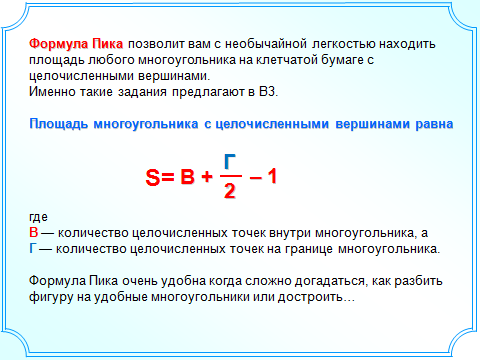 Формула Пика позволит вам с необычайной легкостью находить
площадь любого многоугольника на клетчатой бумаге с
целочисленными вершинами.
Именно такие задания предлагают в В3.
Площадь многоугольника с целочисленными вершинами равна
S= В + Г/2 – 1
где
В — количество целочисленных точек внутри многоугольника, а
Г — количество целочисленных точек на границе многоугольника.
Формула Пика очень удобна когда сложно догадаться, как разбить
фигуру на удобные многоугольники или достроить…